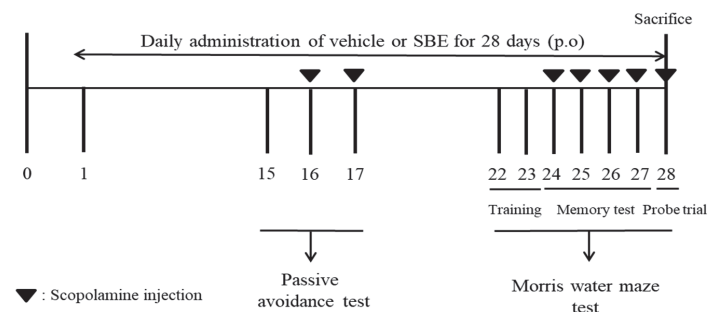 Sacrifice
Daily administration of vehicle or SBE for 28 days (p.o)
0 1 15 16 17 22 23 24 25 26 27 28
Training Memory test Probe trial
Passive
avoidance test
Morris water maze
test
: Scopolamine injection